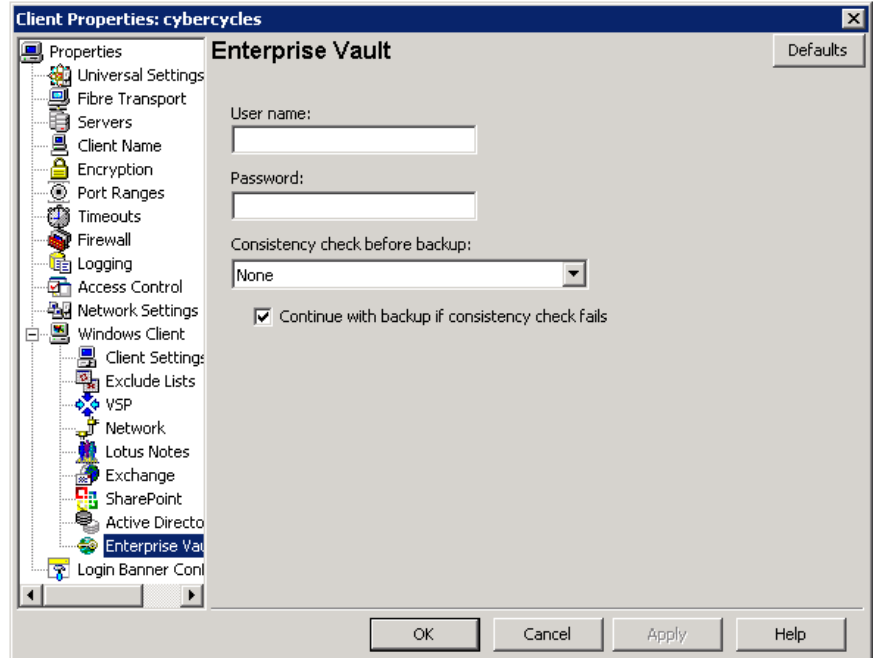 Client Properties: cybercycles
Properties
Universal Settings
Fibre Transport
Servers
Client Name
Encryption
Port Ranges
Timeouts
Firewall
Logging
Access Control
Network Settings
Windows Client
Client Settings
Exclude Lists
VSP
Network
Lotus Notes
Exchange
SharePoint
Active Directo
Enterprise Vau
Login Banner Conf
Enterprise Vault
Defaults
User name:
Password:
Consistency check before backup:
None
Continue with backup if consistency check fails
OK
Cancel
Apply
Help